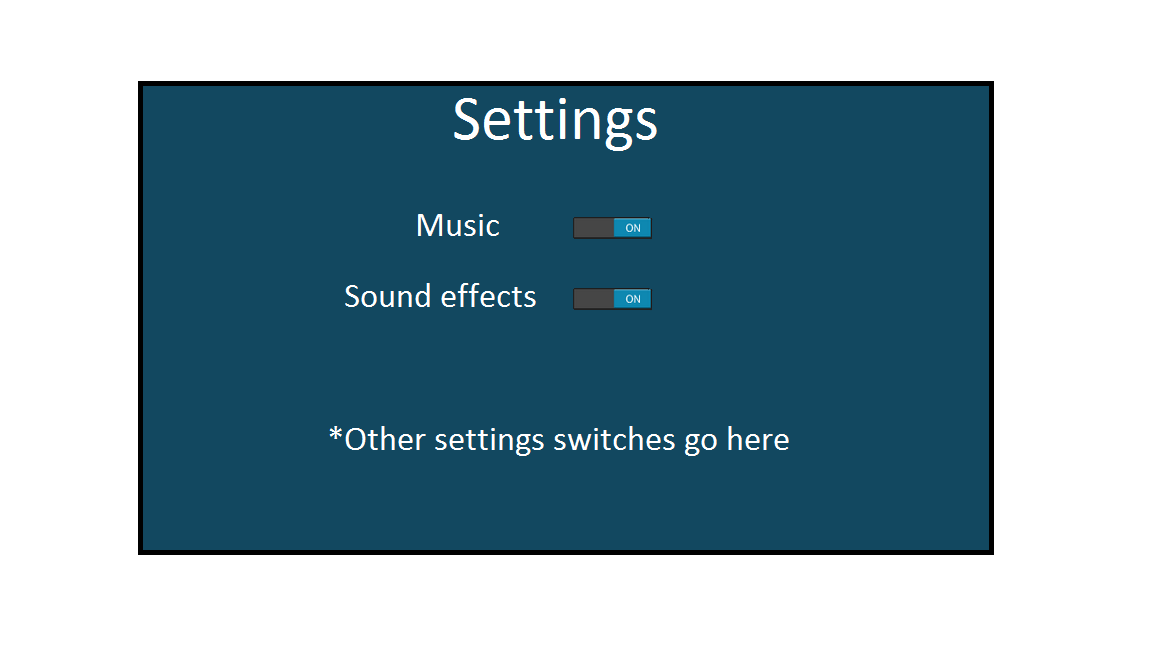 Settings
Music ON
Sound effects ON
*Other settings switches go here